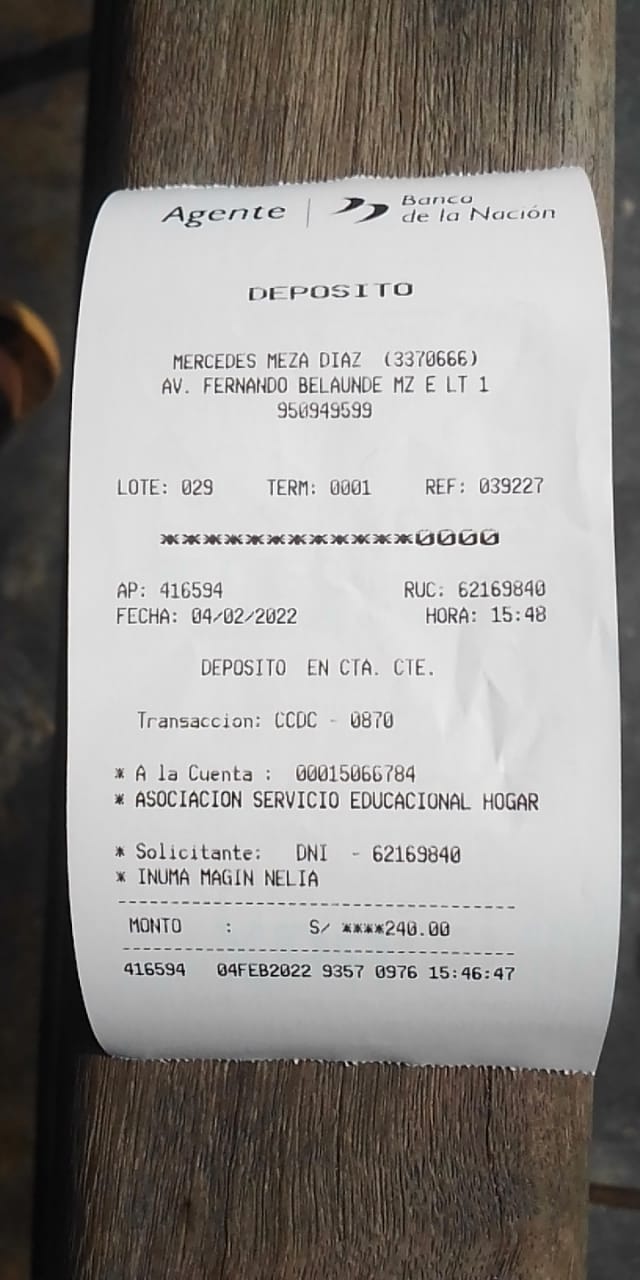 Agente | Banco de la Nación
DEPOSITO
MERCEDES MEZA DIAZ (3370666)
AV. FERNANDO BELAUNDE MZ E LT 1
950949599
LOTE: 029 TERM: 0001 REF: 039227
************0000
AP: 416594 RUC: 62169840
FECHA: 04/02/2022 HORA: 15:48
DEPOSITO EN CTA. CTE.
Transaccion: CCDC - 0870
* A la Cuenta : 00015066784
* ASOCIACION SERVICIO EDUCACIONAL HOGAR
* Solicitante: DNI - 62169840
* INUMA MAGIN NELIA
MONTO : S/ ****240.00
416594 04FEB2022 9357 0976 15:46:47